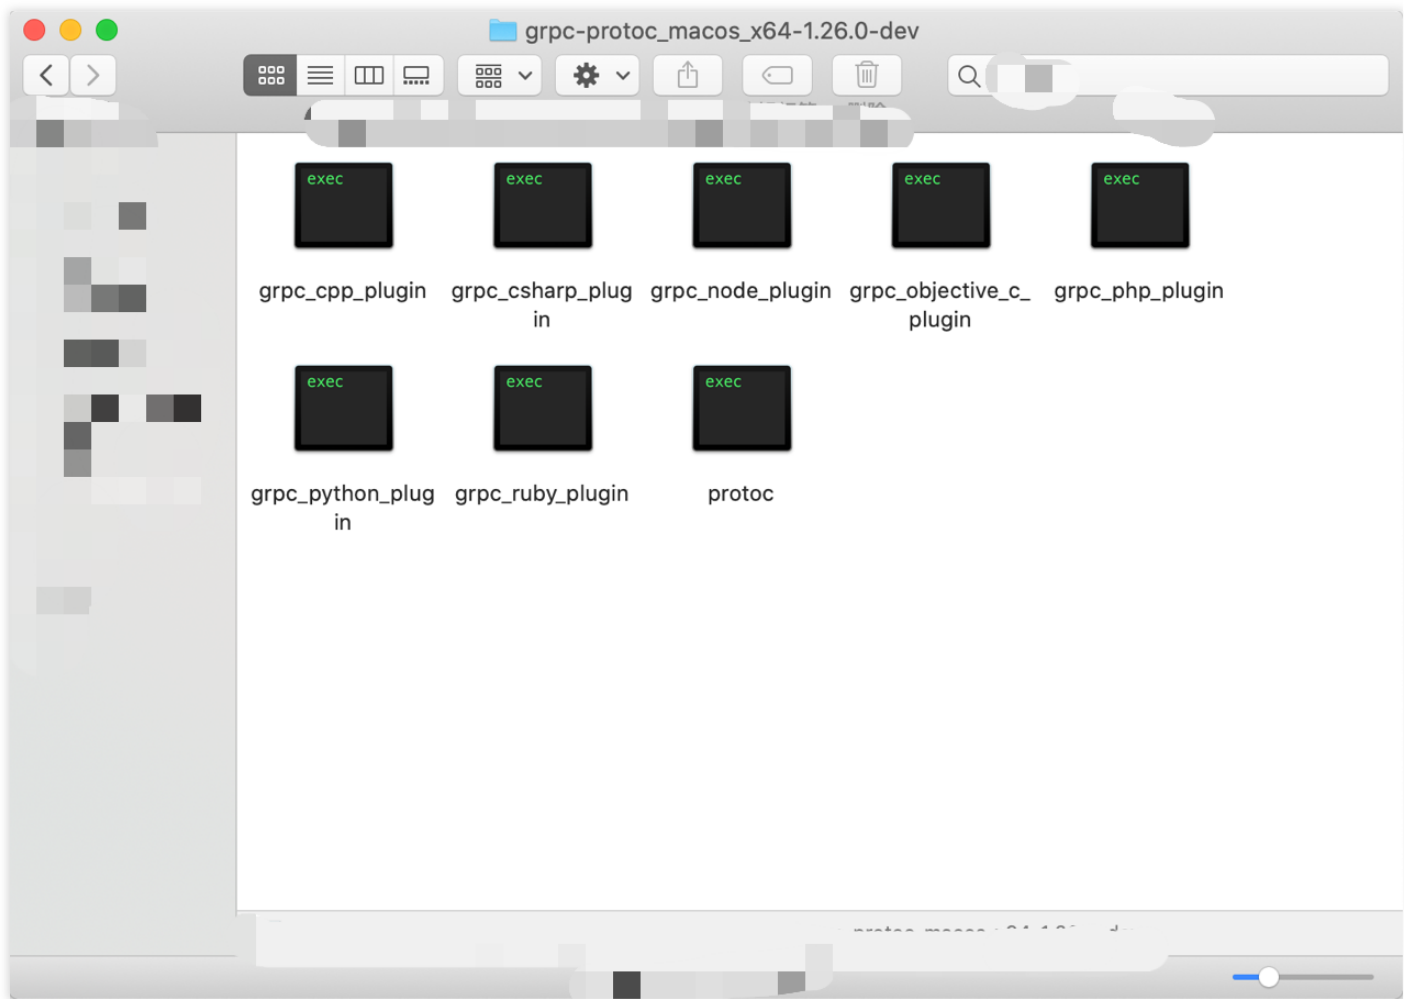 grpc-protoc_macos_x64-1.26.0-dev
exec
exec
exec
exec
exec
grpc_cpp_plugin
grpc_csharp_plug
in
grpc_node_plugin
grpc_objective_c_
plugin
grpc_php_plugin
exec
exec
exec
grpc_python_plug
in
grpc_ruby_plugin
protoc